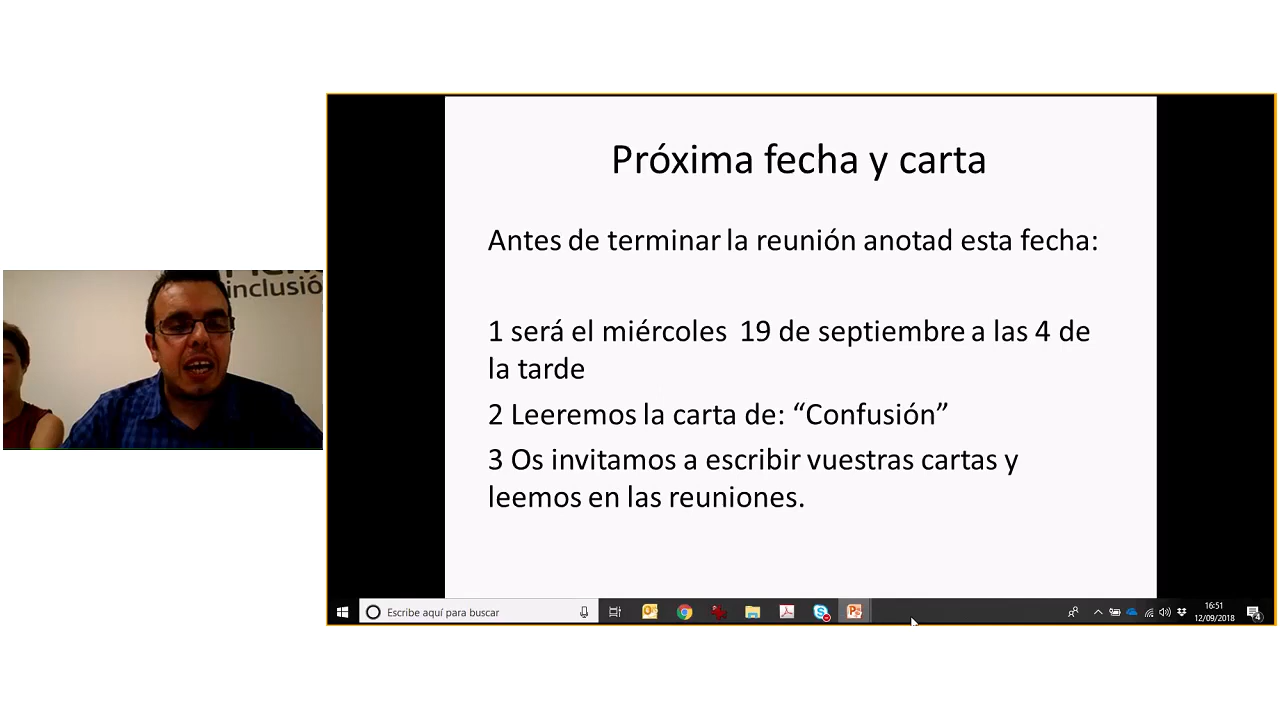 Próxima fecha y carta
Antes de terminar la reunión anotad esta fecha:
1 será el miércoles 19 de septiembre a las 4 de
la tarde
2 Leeremos la carta de: “Confusión”
3 Os invitamos a escribir vuestras cartas y
leemos en las reuniones.
inclusió
Escribe aquí para buscar
16:51
12/09/2018
4